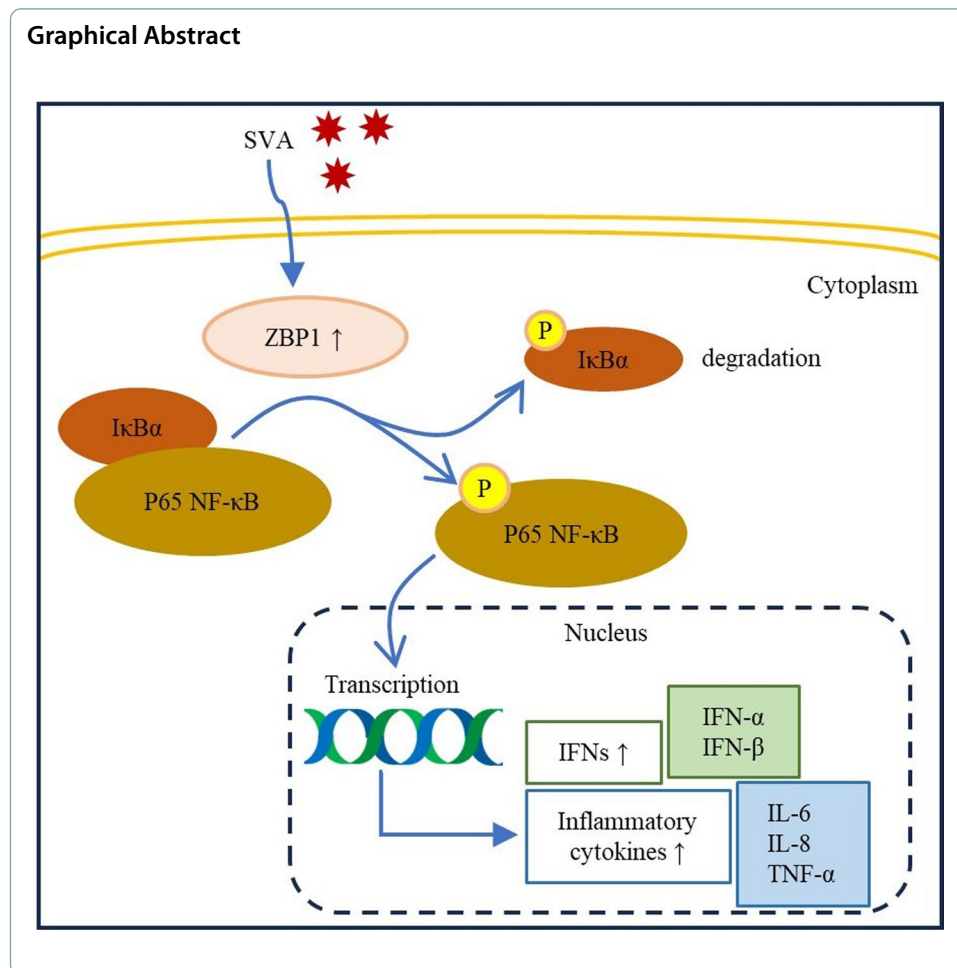 Graphical Abstract
SVA
Cytoplasm
ZBP1 ↑
P
IκBα
degradation
IκBα
P65 NF-κB
P
P65 NF-κB
Nucleus
Transcription
IFNs ↑
IFN-α
IFN-β
Inflammatory
cytokines ↑
IL-6
IL-8
TNF-α